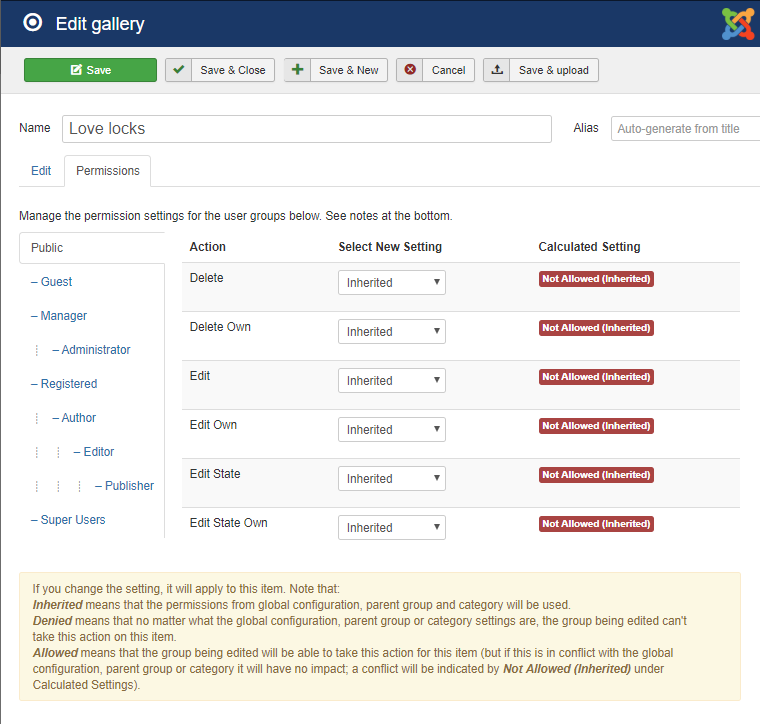 Edit gallery
Save Save & Close Save & New Cancel Save & upload
Name Love locks Alias Auto-generate from title
Edit Permissions
Manage the permission settings for the user groups below. See notes at the bottom.
Public
– Guest
– Manager
– Administrator
– Registered
– Author
– Editor
– Publisher
– Super Users
Action Select New Setting Calculated Setting
Delete Inherited Not Allowed (Inherited)
Delete Own Inherited Not Allowed (Inherited)
Edit Inherited Not Allowed (Inherited)
Edit Own Inherited Not Allowed (Inherited)
Edit State Inherited Not Allowed (Inherited)
Edit State Own Inherited Not Allowed (Inherited)
If you change the setting, it will apply to this item. Note that:
Inherited means that the permissions from global configuration, parent group and category will be used.
Denied means that no matter what the global configuration, parent group or category settings are, the group being edited can't
take this action on this item.
Allowed means that the group being edited will be able to take this action for this item (but if this is in conflict with the global
configuration, parent group or category it will have no impact; a conflict will be indicated by Not Allowed (Inherited) under
Calculated Settings).